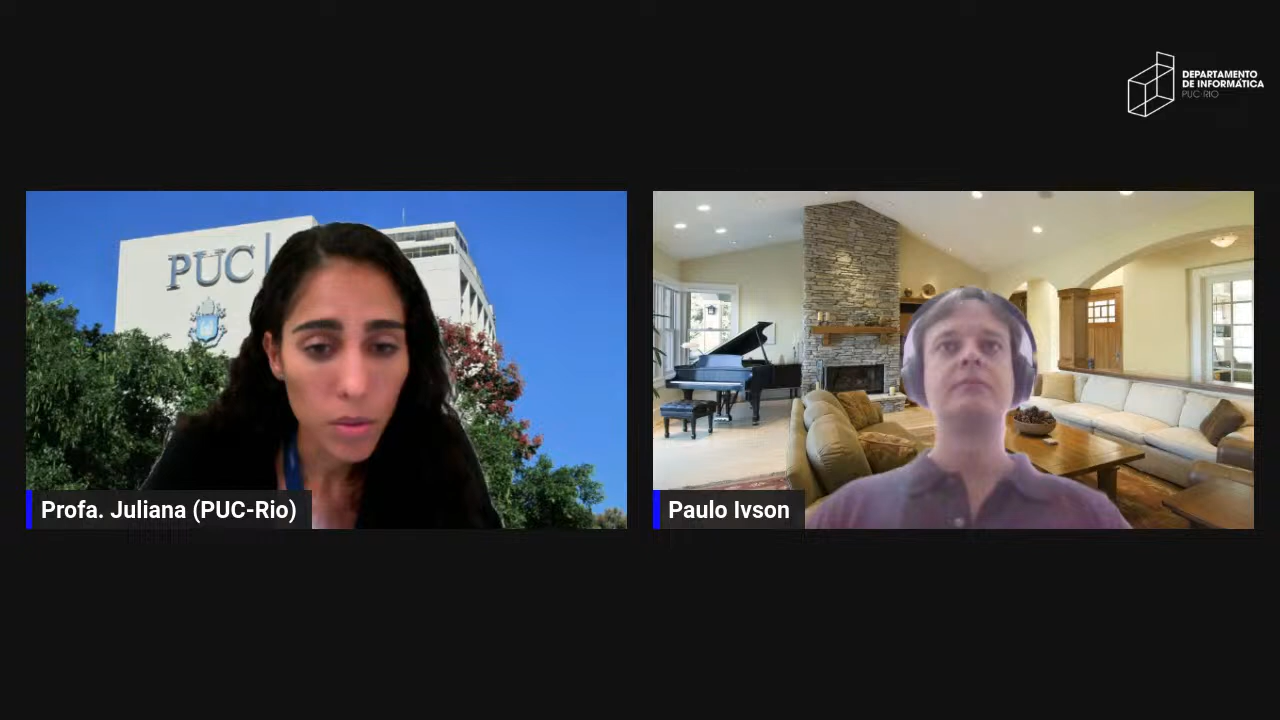 DEPARTAMENTO
DE INFORMÁTICA
PUC-RIO
PUC
Profa. Juliana (PUC-Rio)
Paulo Ivson